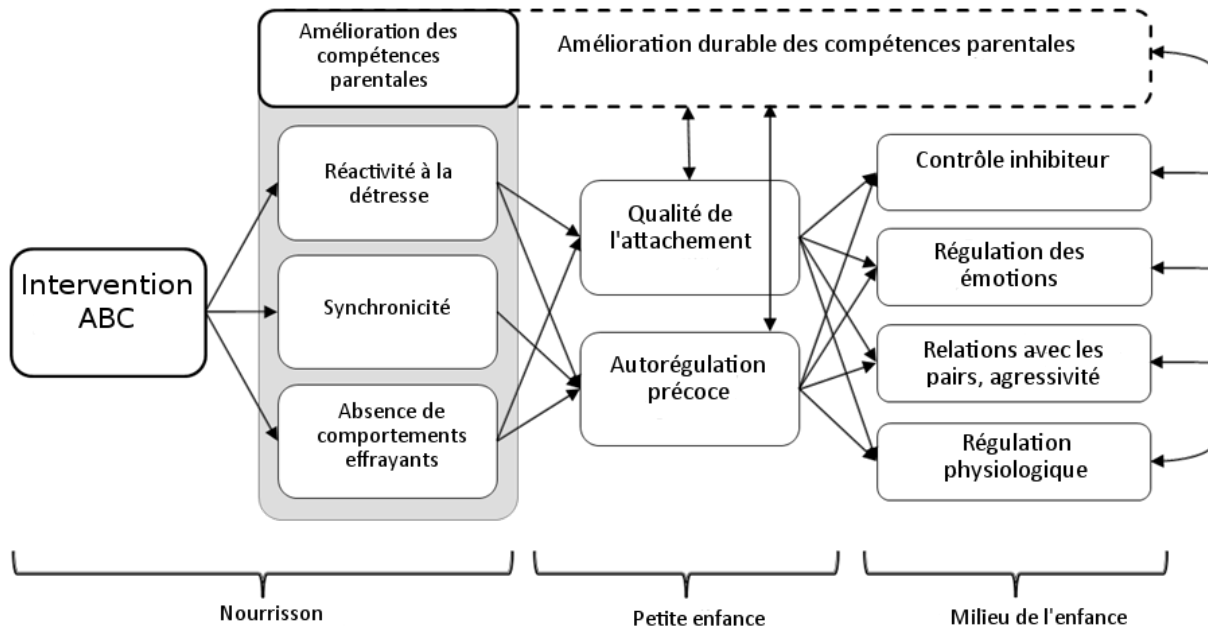 Amélioration des
compétences
parentales
Amélioration durable des compétences parentales
Intervention
ABC
Réactivité à la
détresse
Synchronicité
Absence de
comportements
effrayants
Qualité de
l'attachement
Autorégulation
précoce
Contrôle inhibiteur
Régulation des
émotions
Relations avec les
pairs, agressivité
Régulation
physiologique
Nourrisson
Petite enfance
Milieu de l'enfance